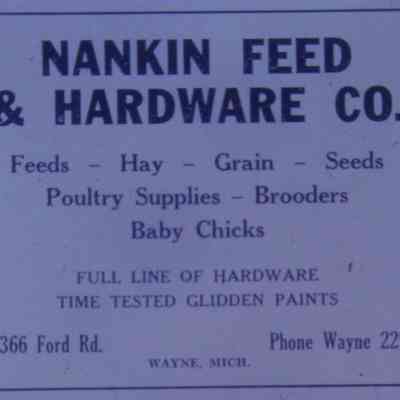 NANKIN FEED
& HARDWARE CO.
Feeds – Hay – Grain – Seeds
Poultry Supplies – Brooders
Baby Chicks
FULL LINE OF HARDWARE
TIME TESTED GLIDDEN PAINTS
366 Ford Rd. Phone Wayne 22
WAYNE, MICH.